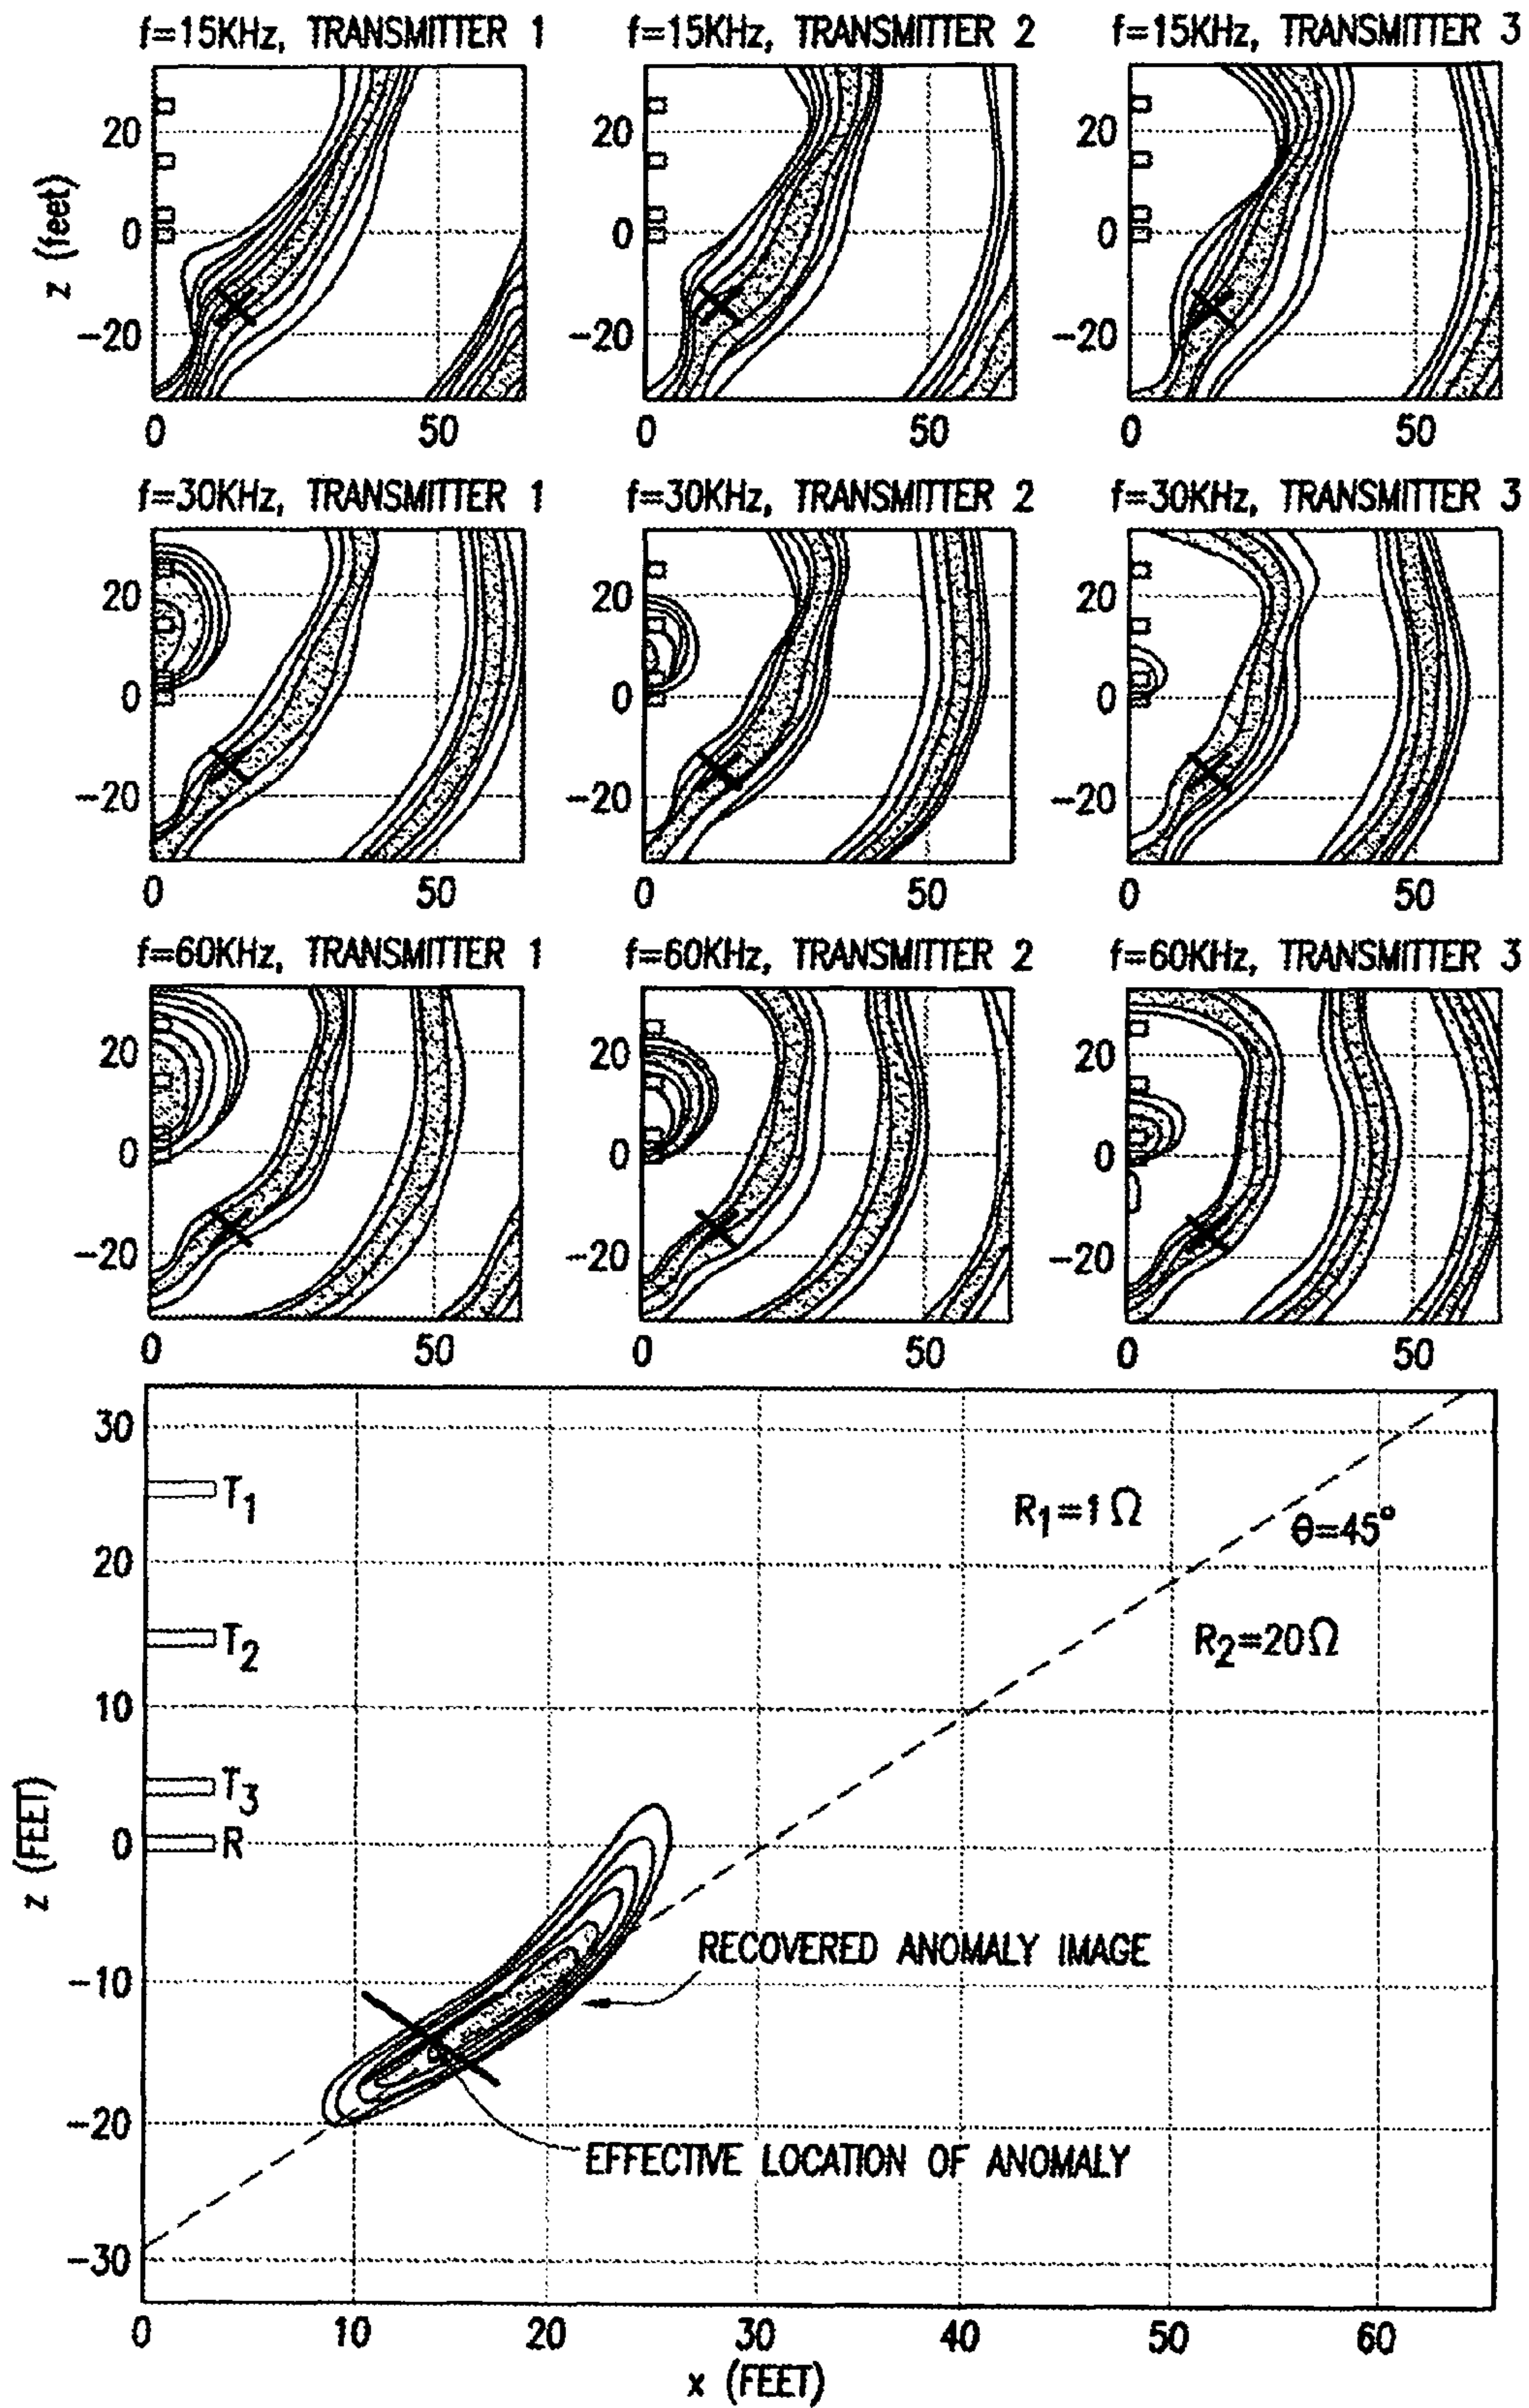 f=15KHz, TRANSMITTER 1
f=15KHz, TRANSMITTER 2
f=15KHz, TRANSMITTER 3
z (feet)
20
0
-20
0
50
20
0
-20
0
50
20
0
-20
0
50
f=30KHz, TRANSMITTER 1
f=30KHz, TRANSMITTER 2
f=30KHz, TRANSMITTER 3
20
0
-20
0
50
20
0
-20
0
50
20
0
-20
0
50
f=60KHz, TRANSMITTER 1
f=60KHz, TRANSMITTER 2
f=60KHz, TRANSMITTER 3
20
0
-20
0
50
20
0
-20
0
50
20
0
-20
0
50
z (FEET)
30
20
10
0
-10
-20
-30
T1
T2
T3
R
R1=1Ω
θ=45°
R2=20Ω
RECOVERED ANOMALY IMAGE
EFFECTIVE LOCATION OF ANOMALY
0
10
20
30
40
50
60
x (FEET)